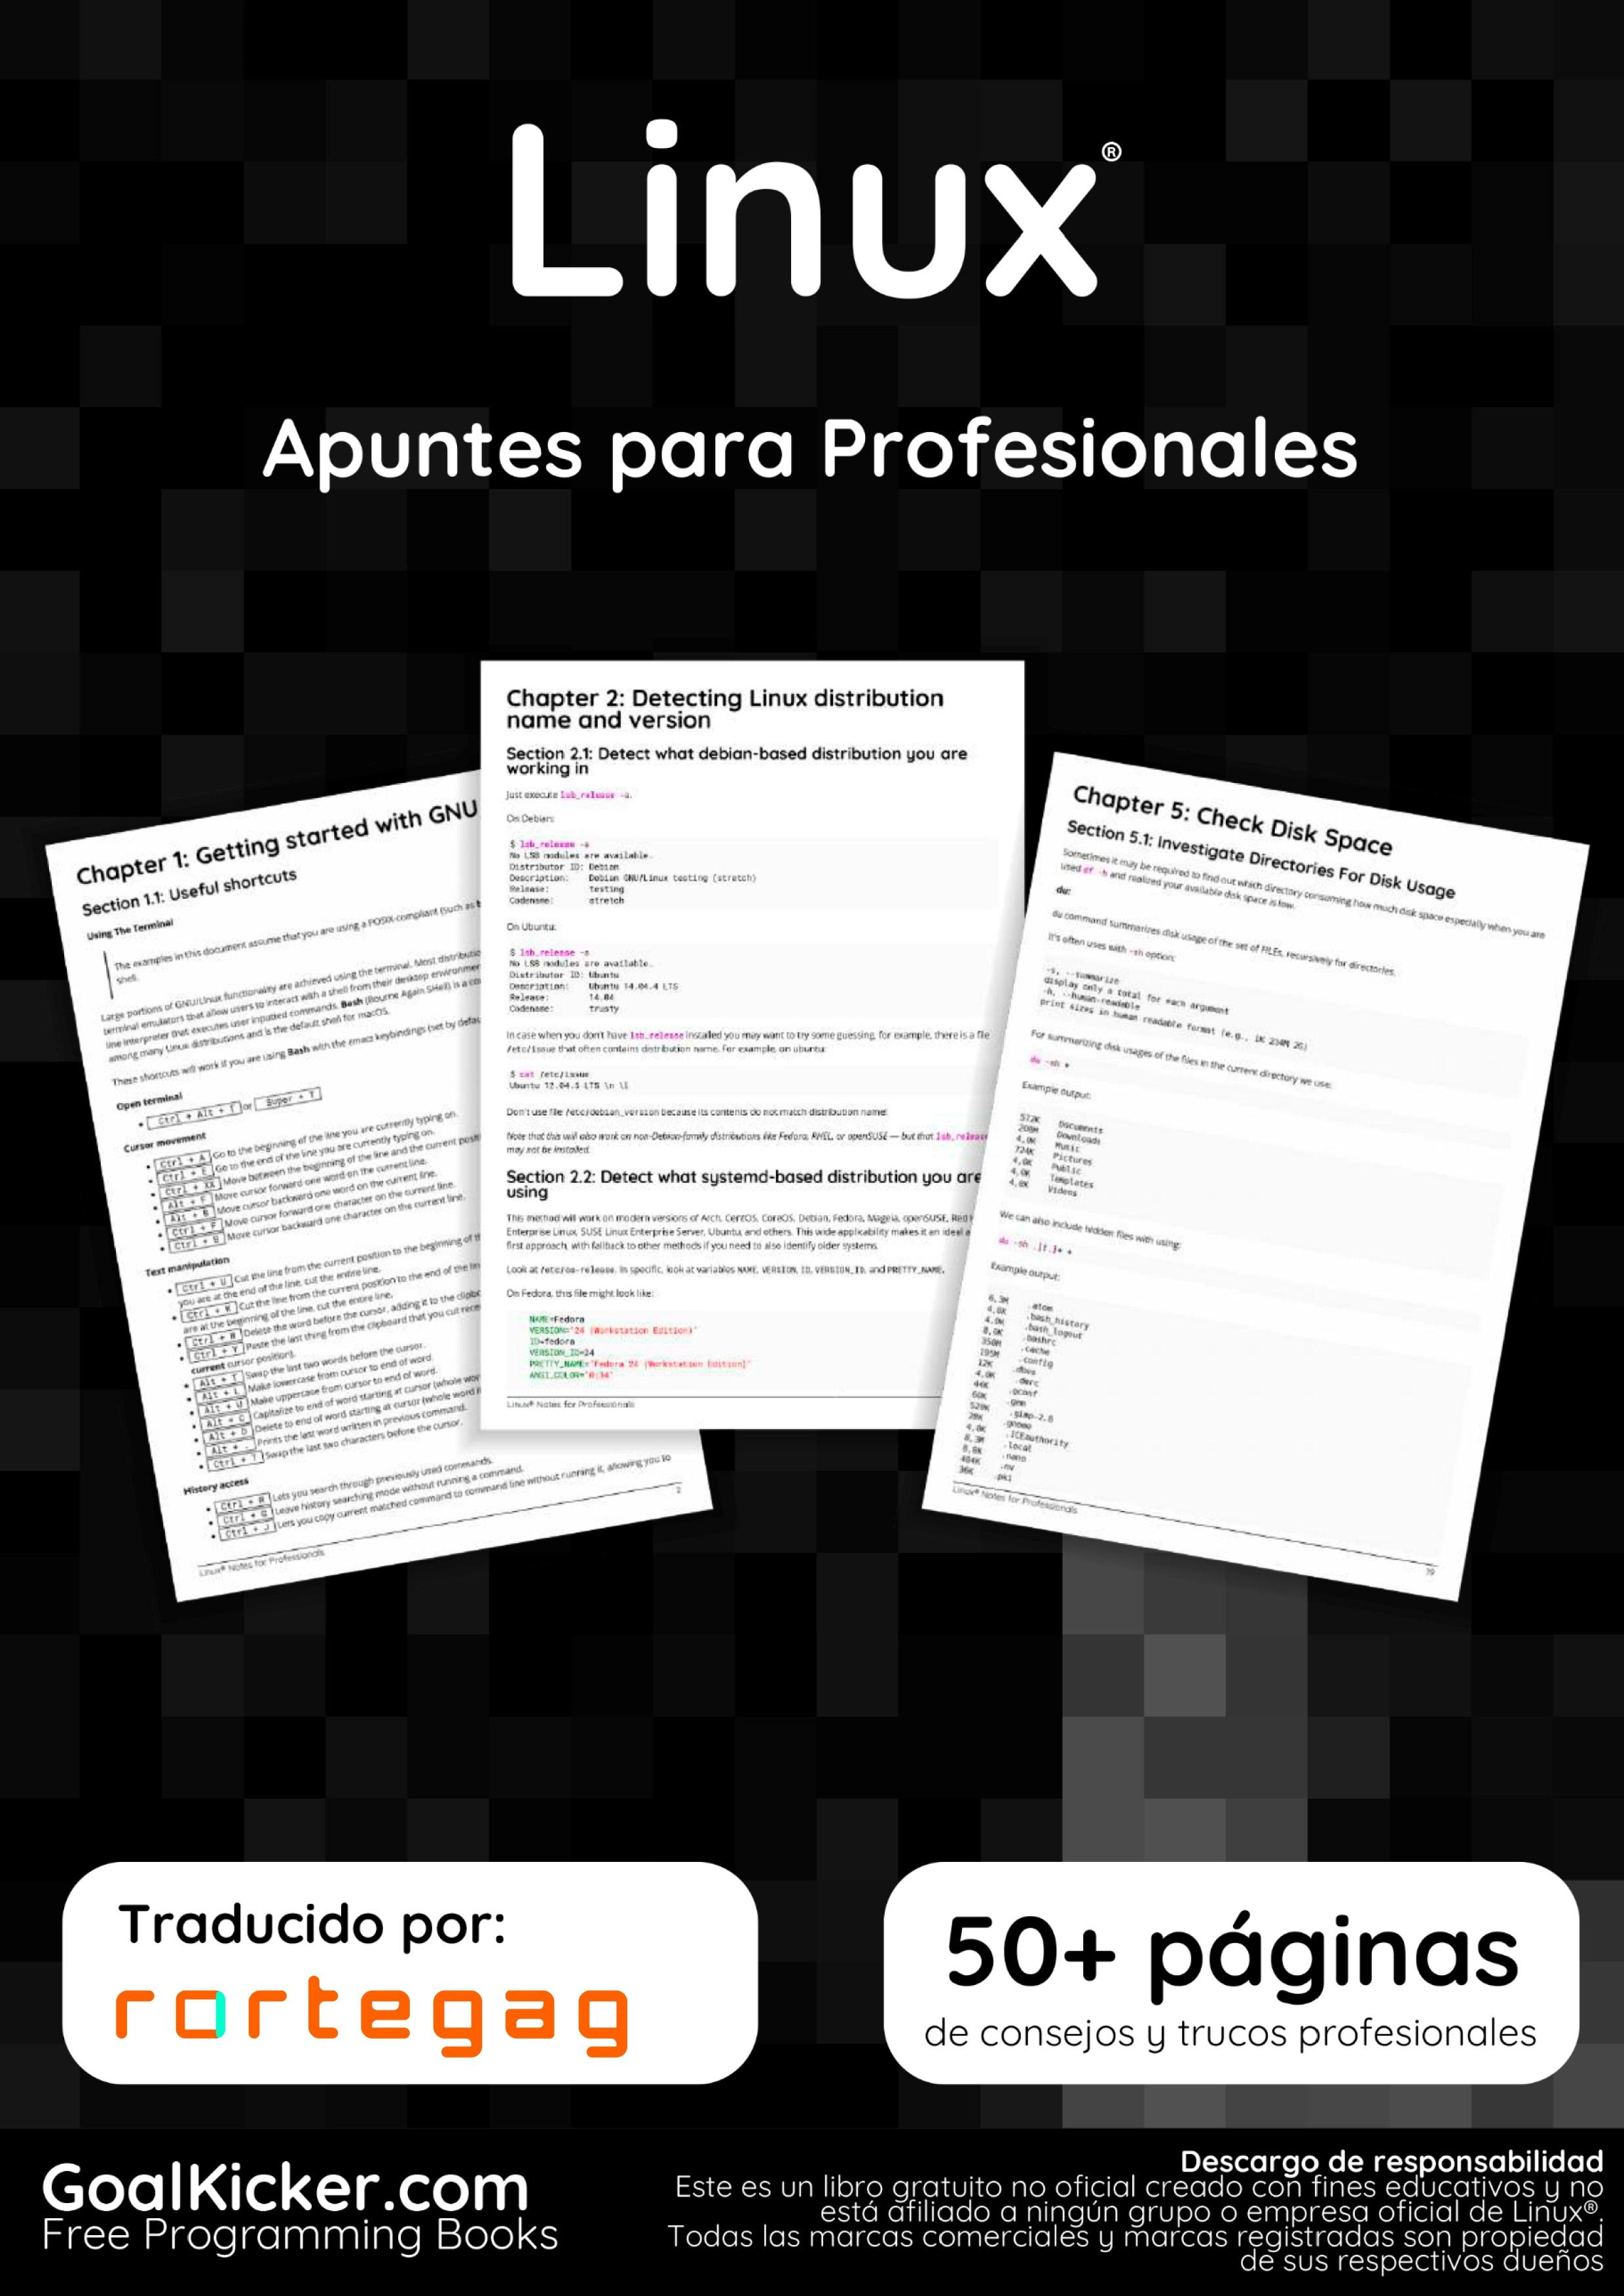 Linux®
Apuntes para Profesionales
Chapter 1: Getting started with GNU
Section 1.1: Useful shortcuts
Using The Terminal
The examples in this document assume that you are using a POSIX-compliant (such as
shell.
Large portions of GNU/Linux functionality are achieved using the terminal. Most
terminal emulators that allow users to interact with a shell from their desktop
line interpreter that executes user inputted commands. Bash (Bourne Again SHell) is a
among many Linux distributions and is the default shell for macOS.
These shortcuts will work if you are using Bash with the emacs keybindings (set by
Open terminal
• Ctrl + Alt + T or Super + T
Cursor movement
• Ctrl + A Go to the beginning of the line you are currently typing on.
• Ctrl + E Go to the end of the line you are currently typing on.
• Ctrl + XX Move between the beginning of the line and the current
• Alt + F Move cursor forward one word on the current line.
• Alt + B Move cursor backward one word on the current line.
• Ctrl + F Move cursor forward one character on the current line.
• Ctrl + B Move cursor backward one character on the current line.
Text manipulation
• Ctrl + U Cut the line from the current position to the beginning of
you are at the end of the line, cut the entire line.
• Ctrl + K Cut the line from the current position to the end of the
are at the beginning of the line, cut the entire line.
• Ctrl + W Delete the word before the cursor, adding it to the
• Ctrl + Y Paste the last thing from the clipboard that you cut
current cursor position).
• Alt + T Swap the last two words before the cursor.
• Alt + L Make lowercase from cursor to end of word.
• Alt + U Make uppercase from cursor to end of word.
• Alt + C Capitalize to end of word starting at cursor (whole
• Alt + D Delete to end of word starting at cursor (whole word
• Alt + . Prints the last word written in previous command.
• Ctrl + T Swap the last two characters before the cursor.
History access
• Ctrl + R Lets you search through previously used commands.
• Ctrl + G Leave history searching mode without running a command.
• Ctrl + J Lets you copy current matched command to command line without running it, allowing you to
Linux® Notes for Professionals
2
Chapter 2: Detecting Linux distribution
name and version
Section 2.1: Detect what debian-based distribution you are
working in
Just execute lsb_release -a.
On Debian:
$ lsb_release -a
No LSB modules are available.
Distributor ID: Debian
Description: Debian GNU/Linux testing (stretch)
Release: testing
Codename: stretch
On Ubuntu:
$ lsb_release -a
No LSB modules are available.
Distributor ID: Ubuntu
Description: Ubuntu 14.04.4 LTS
Release: 14.04
Codename: trusty
In case when you don't have lsb_release installed you may want to try some guessing, for example, there is a file
/etc/issue that often contains distribution name. For example, on ubuntu:
$ cat /etc/issue
Ubuntu 12.04.5 LTS \n \l
Don't use file /etc/debian_version because its contents do not match distribution name!
Note that this will also work on non-Debian-family distributions like Fedora, RHEL, or openSUSE — but that lsb_release
may not be installed.
Section 2.2: Detect what systemd-based distribution you are
using
This method will work on modern versions of Arch, CentOS, CoreOS, Debian, Fedora, Mageia, openSUSE, Red
Enterprise Linux, SUSE Linux Enterprise Server, Ubuntu, and others. This wide applicability makes it an ideal a
first approach, with fallback to other methods if you need to also identify older systems.
Look at /etc/os-release. In specific, look at variables NAME, VERSION, ID, VERSION_ID, and PRETTY_NAME.
On Fedora, this file might look like:
NAME=Fedora
VERSION="24 (Workstation Edition)"
ID=fedora
VERSION_ID=24
PRETTY_NAME="Fedora 24 (Workstation Edition)"
ANSI_COLOR="0;34"
Linux® Notes for Professionals
Chapter 5: Check Disk Space
Section 5.1: Investigate Directories For Disk Usage
Sometimes it may be required to find out which directory consuming how much disk space especially when you are
used df -h and realized your available disk space is low.
du:
du command summarizes disk usage of the set of FILEs, recursively for directories.
It's often uses with -sh option:
-s, --summarize
display only a total for each argument
-h, --human-readable
print sizes in human readable format (e.g., 1K 234M 2G)
For summarizing disk usages of the files in the current directory we use:
du -sh *
Example output:
572K Documents
208M Downloads
4,0K Music
724K Pictures
4,0K Public
4,0K Templates
4,0K Videos
We can also include hidden files with using:
du -sh .[!.]* *
Example output:
6,3M .atom
4,0K .bash_history
4,0K .bash_logout
8,0K .bashrc
350M .cache
195M .config
12K .dbus
4,0K .dmrc
44K .gconf
60K .gem
520K .gimp-2.8
28K .gnome
4,0K .ICEauthority
8,3M .local
8,0K .nano
404K .nv
36K .pki
Linux® Notes for Professionals
19
Traducido por:
rortegag
50+ páginas
de consejos y trucos profesionales
GoalKicker.com
Free Programming Books
Descargo de responsabilidad
Este es un libro gratuito no oficial creado con fines educativos y no
está afiliado a ningún grupo o empresa oficial de Linux®.
Todas las marcas comerciales y marcas registradas son propiedad
de sus respectivos dueños